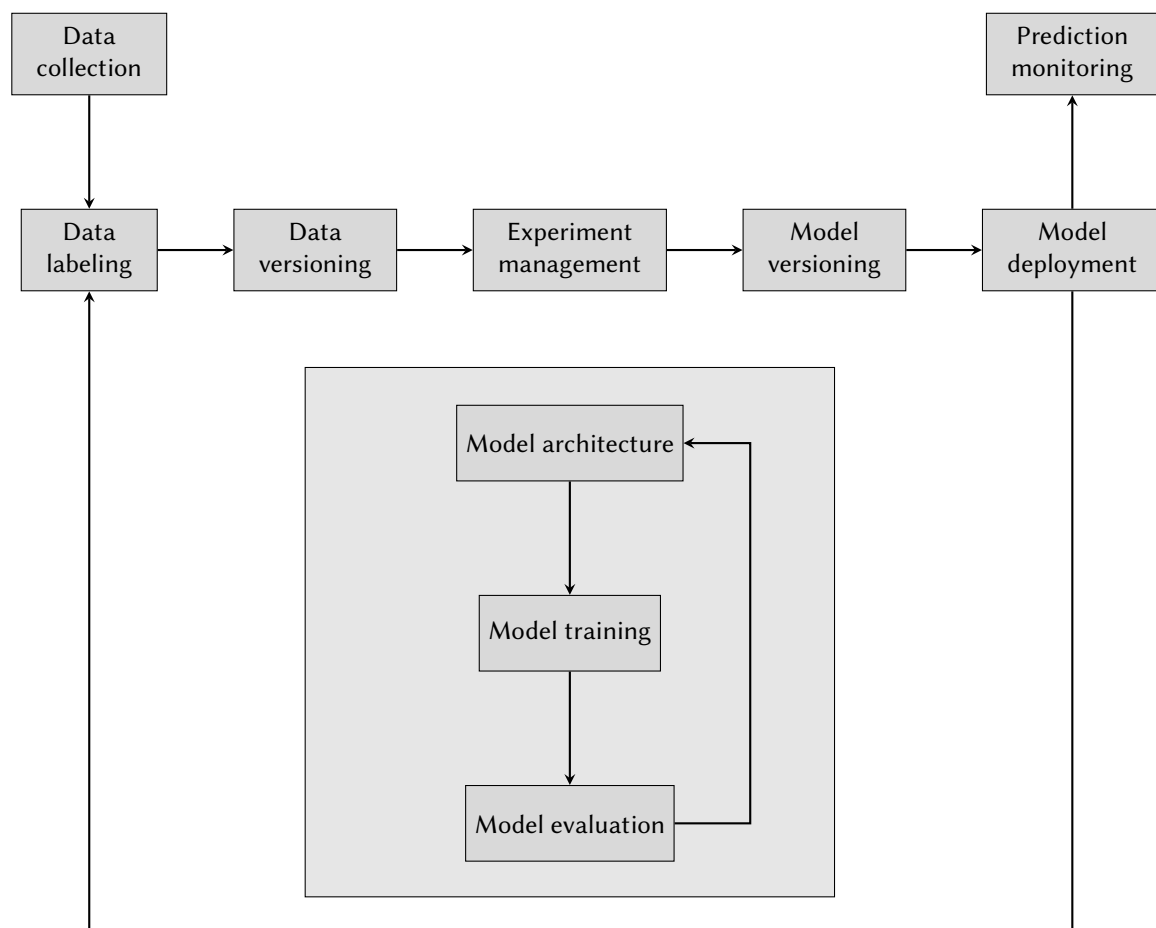 Data
collection
Prediction
monitoring
Data
labeling
Data
versioning
Experiment
management
Model
versioning
Model
deployment
Model architecture
Model training
Model evaluation